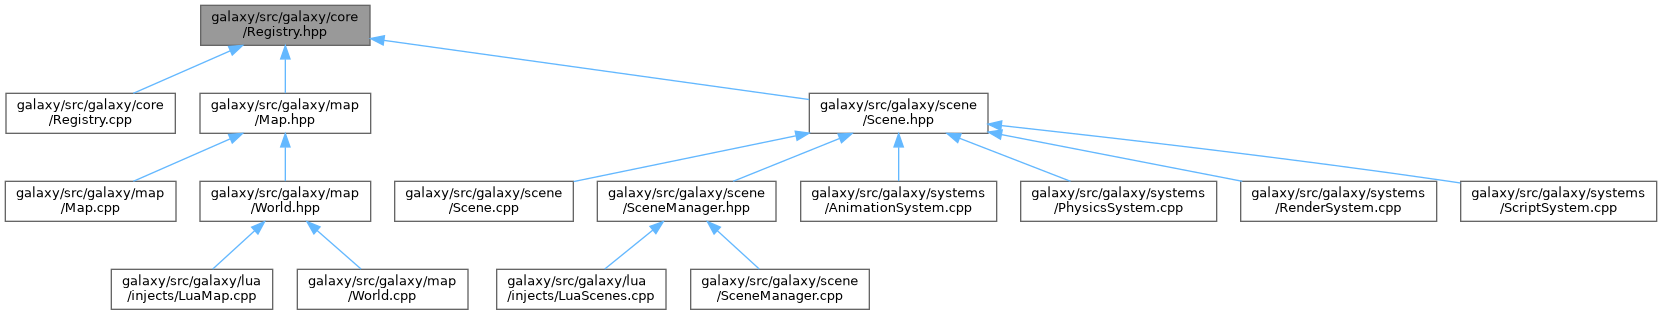 galaxy/src/galaxy/core
/Registry.hpp
galaxy/src/galaxy/core
/Registry.cpp
galaxy/src/galaxy/map
/Map.hpp
galaxy/src/galaxy/scene
/Scene.hpp
galaxy/src/galaxy/map
/Map.cpp
galaxy/src/galaxy/map
/World.hpp
galaxy/src/galaxy/scene
/Scene.cpp
galaxy/src/galaxy/scene
/SceneManager.hpp
galaxy/src/galaxy/systems
/AnimationSystem.cpp
galaxy/src/galaxy/systems
/PhysicsSystem.cpp
galaxy/src/galaxy/systems
/RenderSystem.cpp
galaxy/src/galaxy/systems
/ScriptSystem.cpp
galaxy/src/galaxy/lua
/injects/LuaMap.cpp
galaxy/src/galaxy/map
/World.cpp
galaxy/src/galaxy/lua
/injects/LuaScenes.cpp
galaxy/src/galaxy/scene
/SceneManager.cpp